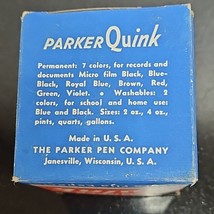 PARKER Quink
Permanent: 7 colors, for records and
documents Micro film Black, Blue-
Black, Royal Blue, Brown, Red,
Green, Violet. • Washables: 2
colors, for school and home use:
Blue and Black. Sizes: 2 oz., 4 oz.,
pints, quarts, gallons.
Made in U. S. A.
THE PARKER PEN COMPANY
Janesville, Wisconsin, U. S. A.